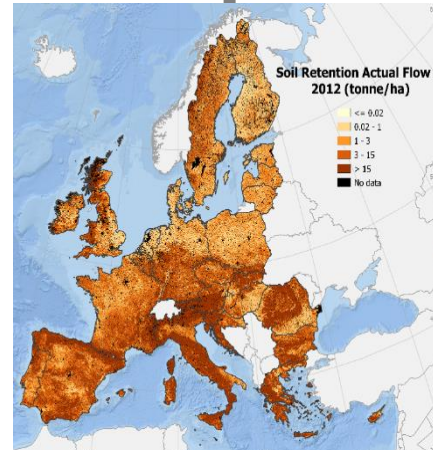 Soil Retention Actual Flow
2012 (tonne/ha)
<= 0.02
0.02 - 1
1 - 3
3 - 15
> 15
No data